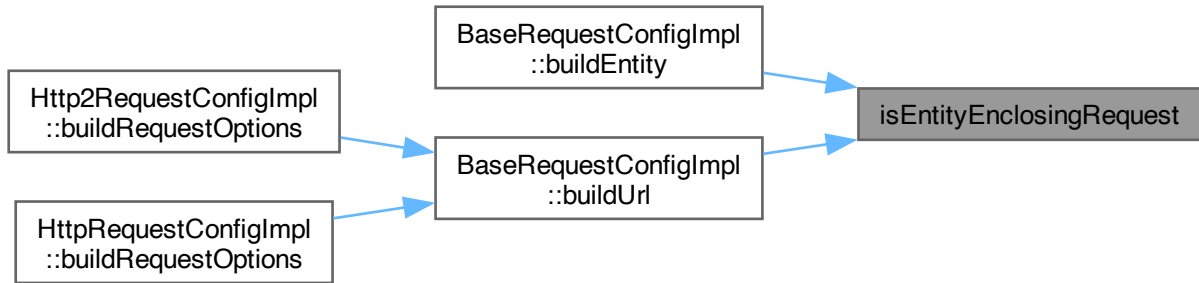 BaseRequestConfigImpl
::buildEntity
Http2RequestConfigImpl
::buildRequestOptions
isEntityEnclosingRequest
BaseRequestConfigImpl
::buildUrl
HttpRequestConfigImpl
::buildRequestOptions